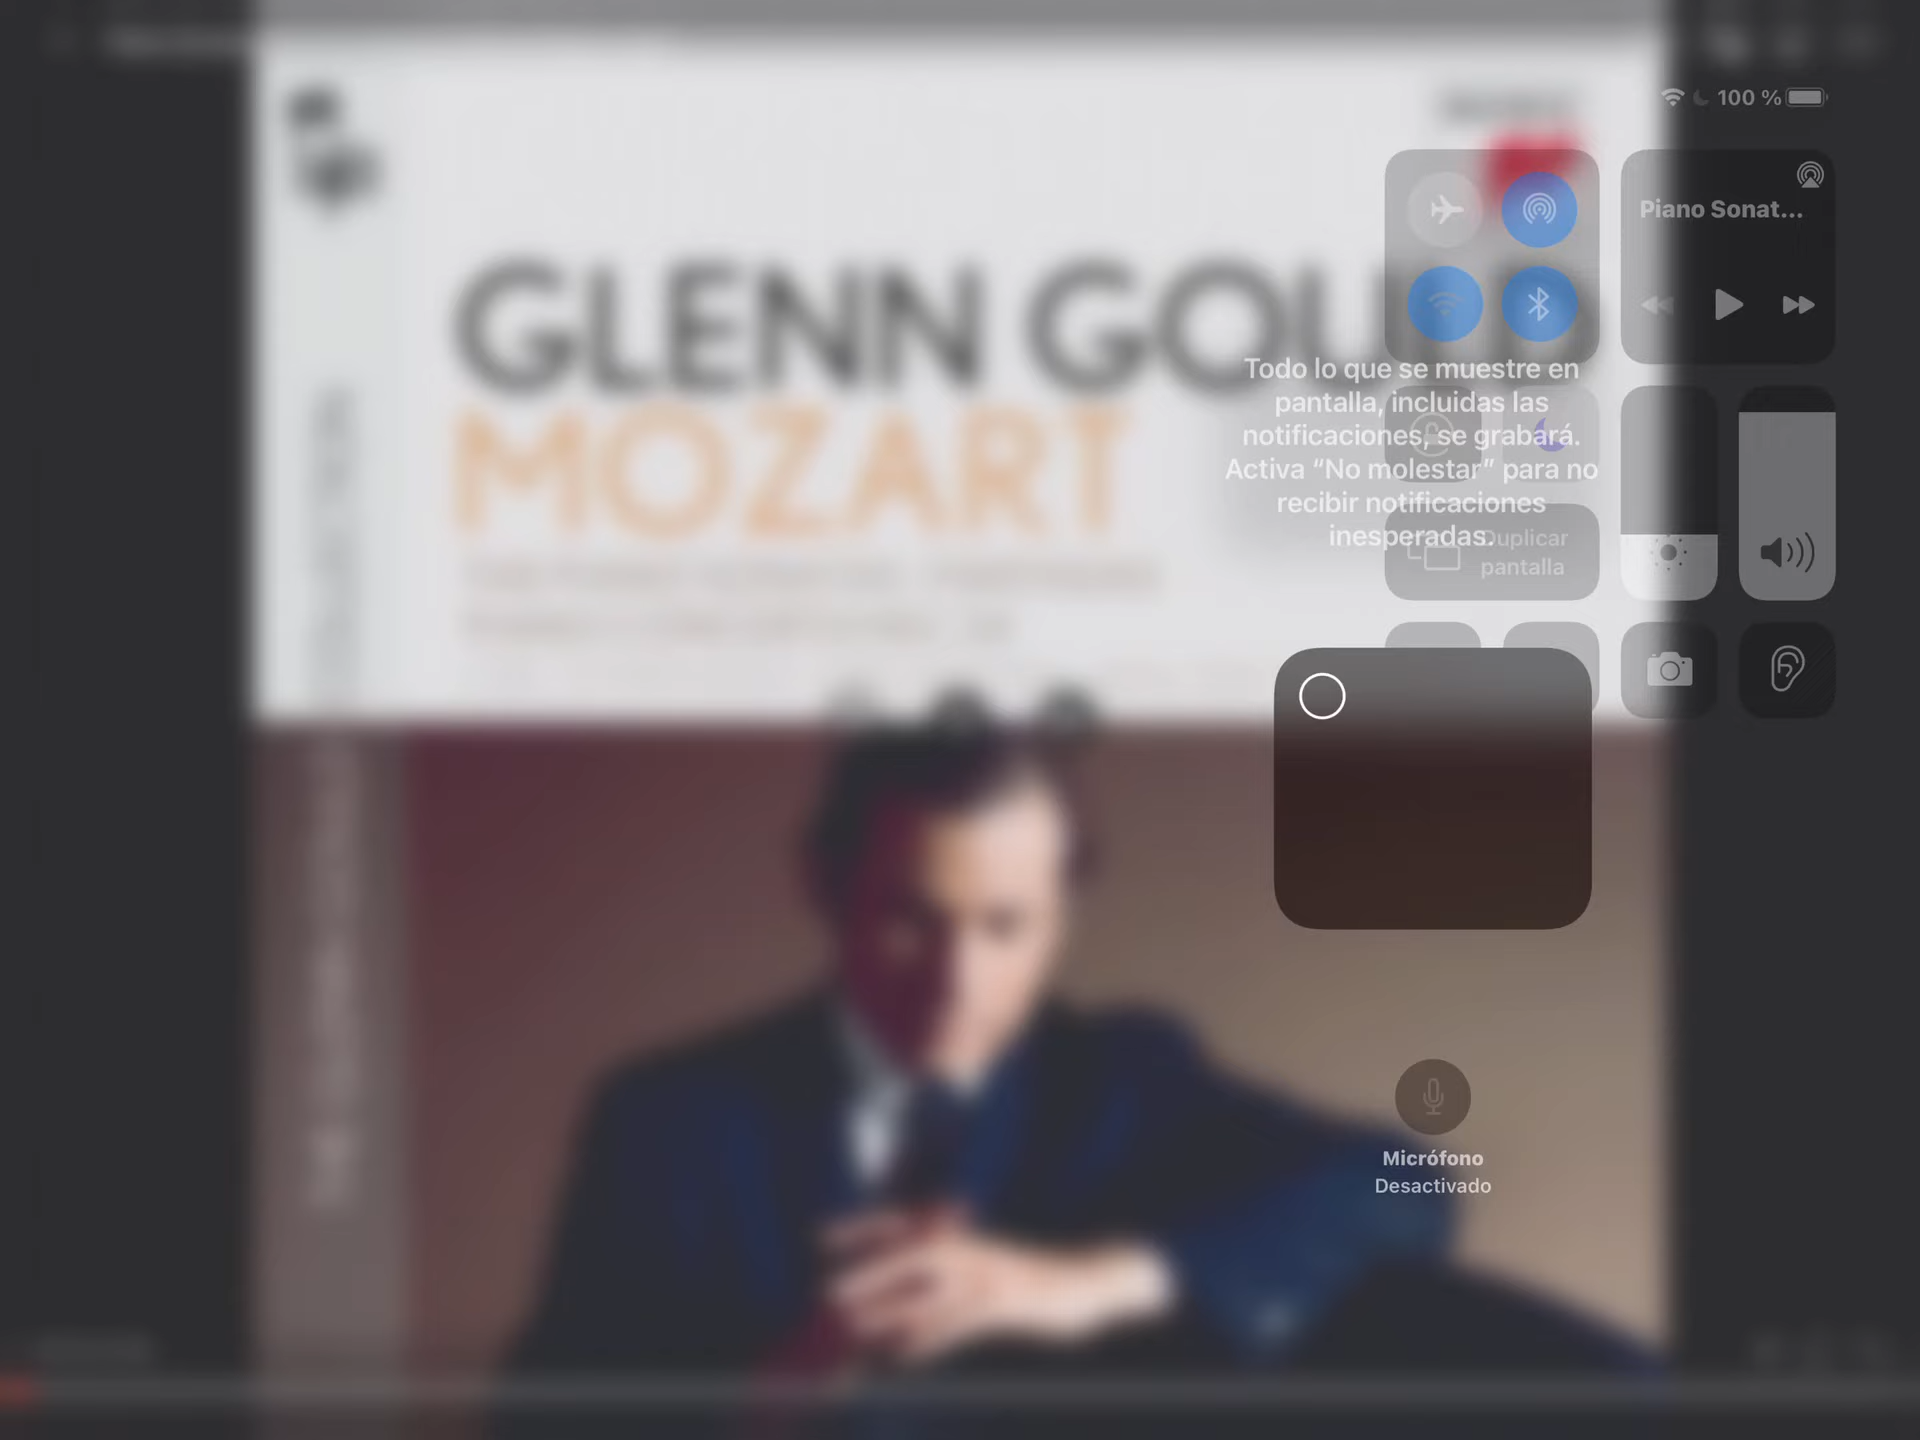 100 %
Piano Sonat...
GLENN GOULD
MOZART
Todo lo que se muestre en
pantalla, incluidas las
notificaciones, se grabará.
Activa “No molestar” para no
recibir notificaciones
inesperadas.
Duplicar
pantalla
Micrófono
Desactivado